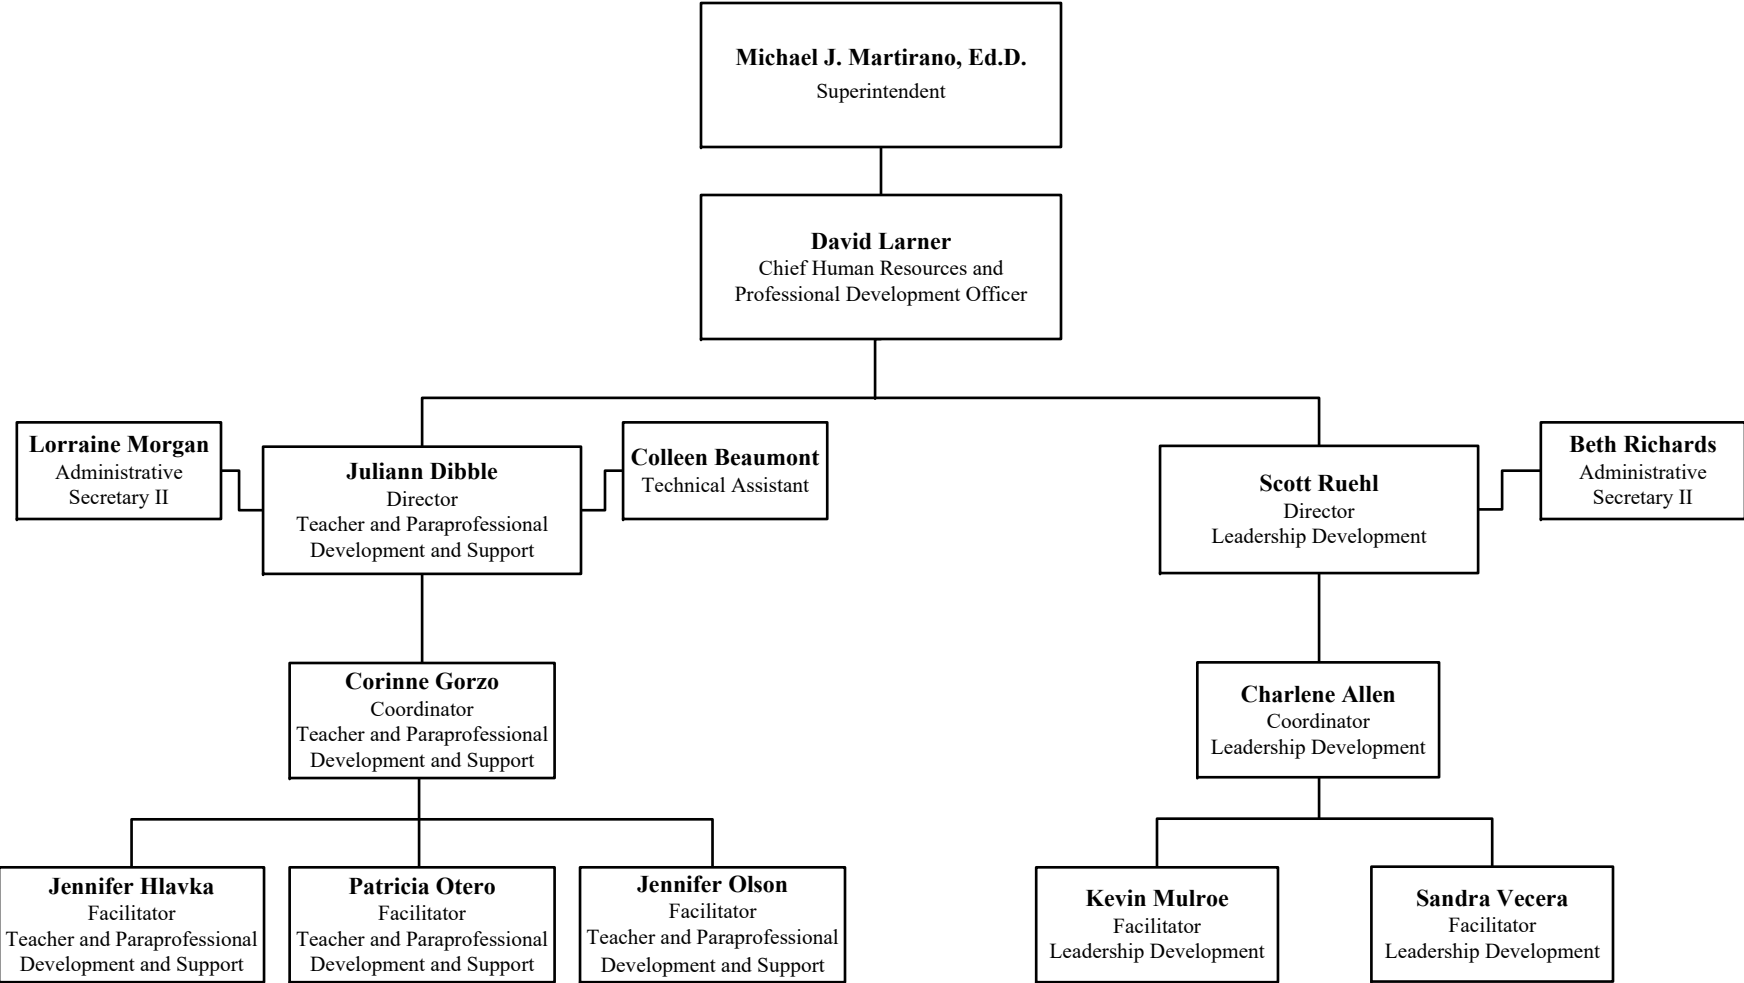 Michael J. Martirano, Ed.D.
Superintendent
David Larner
Chief Human Resources and
Professional Development Officer
Lorraine Morgan
Administrative
Secretary II
Juliann Dibble
Director
Teacher and Paraprofessional
Development and Support
Colleen Beaumont
Technical Assistant
Scott Ruehl
Director
Leadership Development
Beth Richards
Administrative
Secretary II
Corinne Gorzo
Coordinator
Teacher and Paraprofessional
Development and Support
Charlene Allen
Coordinator
Leadership Development
Jennifer Hlavka
Facilitator
Teacher and Paraprofessional
Development and Support
Patricia Otero
Facilitator
Teacher and Paraprofessional
Development and Support
Jennifer Olson
Facilitator
Teacher and Paraprofessional
Development and Support
Kevin Mulroe
Facilitator
Leadership Development
Sandra Vecera
Facilitator
Leadership Development